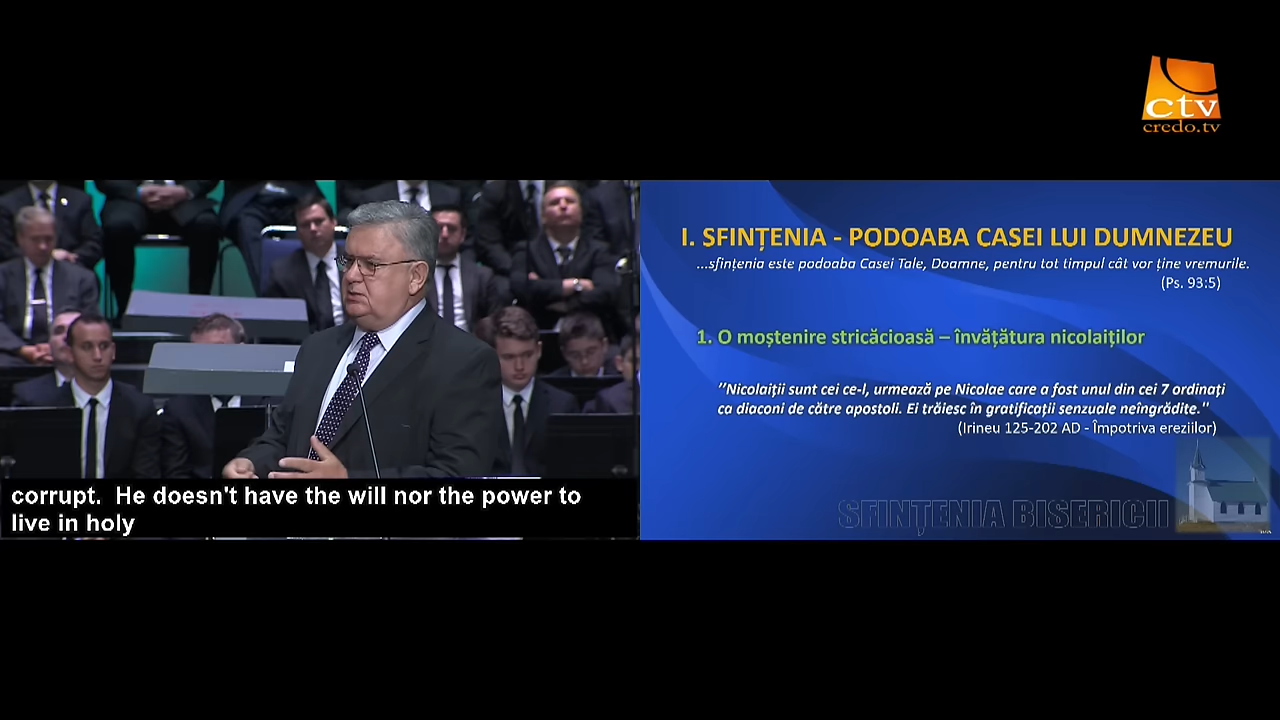 ctv
credo.tv
I. SFINȚENIA - PODOABA CASEI LUI DUMNEZEU
...sfințenia este podoaba Casei Tale, Doamne, pentru tot timpul cât vor ține vremurile.
(Ps. 93:5)
1. O moștenire stricăcioasă – învățătura nicolaiților
’’Nicolaiții sunt cei ce-l, urmează pe Nicolae care a fost unul din cei 7 ordinați
ca diaconi de către apostoli. Ei trăiesc în gratificații senzuale neîngrădite.''
(Irineu 125-202 AD - Împotriva ereziilor)
SFINȚENIA BISERICII
corrupt. He doesn't have the will nor the power to
live in holy